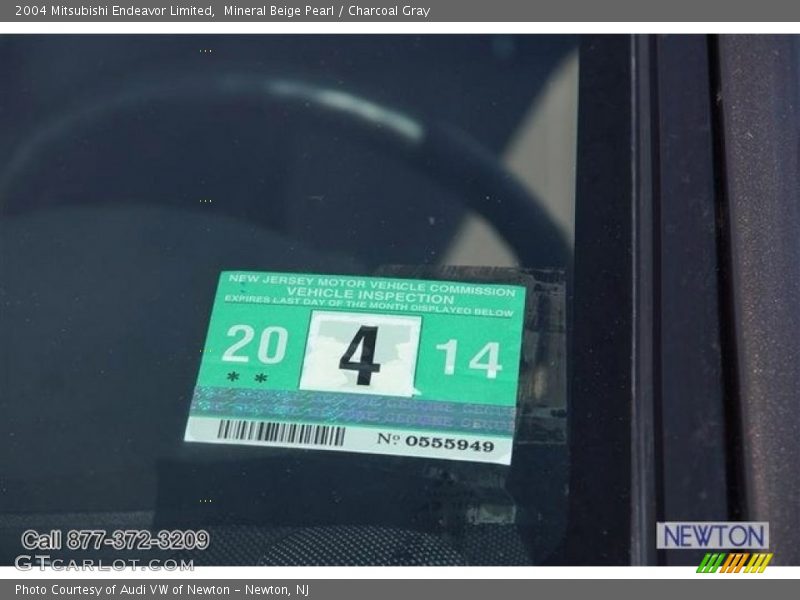 2004 Mitsubishi Endeavor Limited,  Mineral Beige Pearl / Charcoal Gray
NEW JERSEY MOTOR VEHICLE COMMISSION
VEHICLE INSPECTION
EXPIRES LAST DAY OF THE MONTH DISPLAYED BELOW
20 4 14
**
Nº 0555949
Call 877-372-3209
NEWTON
GTCARLOT.COM
Photo Courtesy of Audi VW of Newton - Newton, NJ